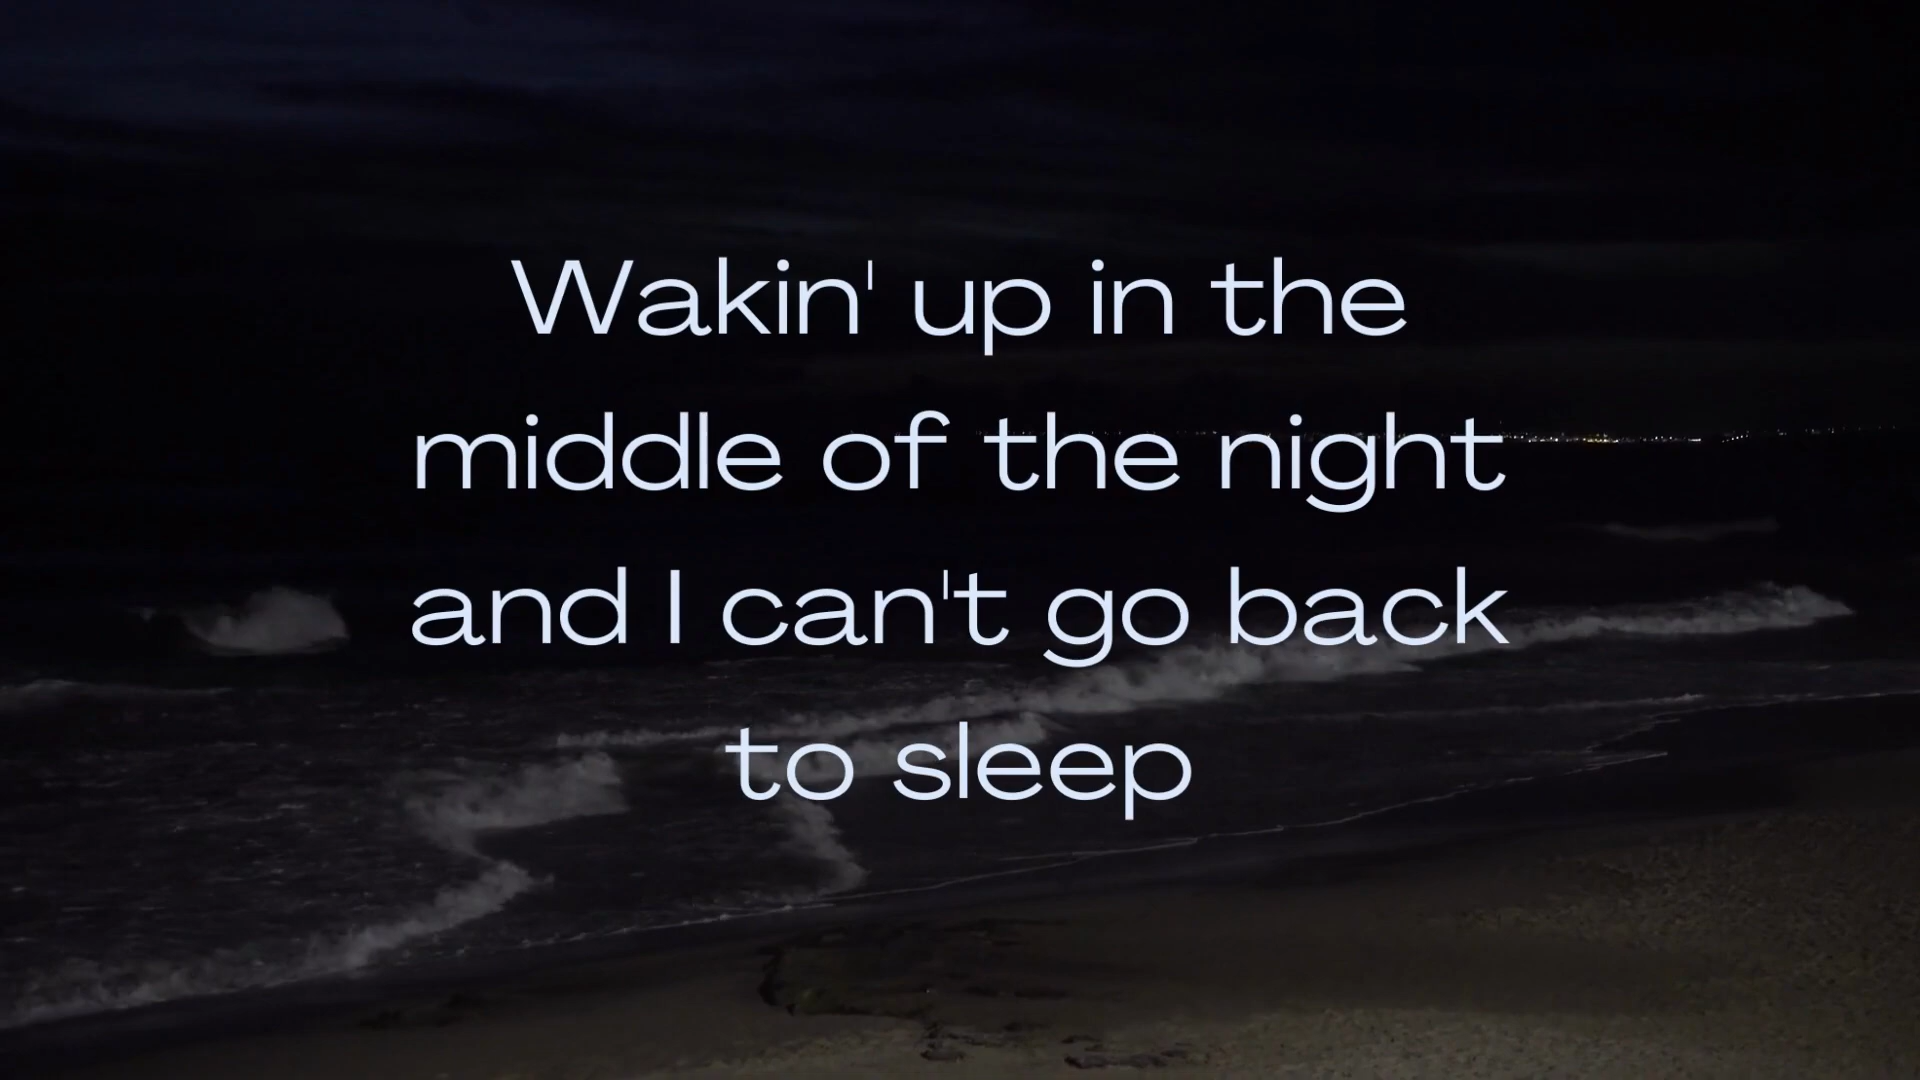 Wakin' up in the
middle of the night
and I can't go back
to sleep